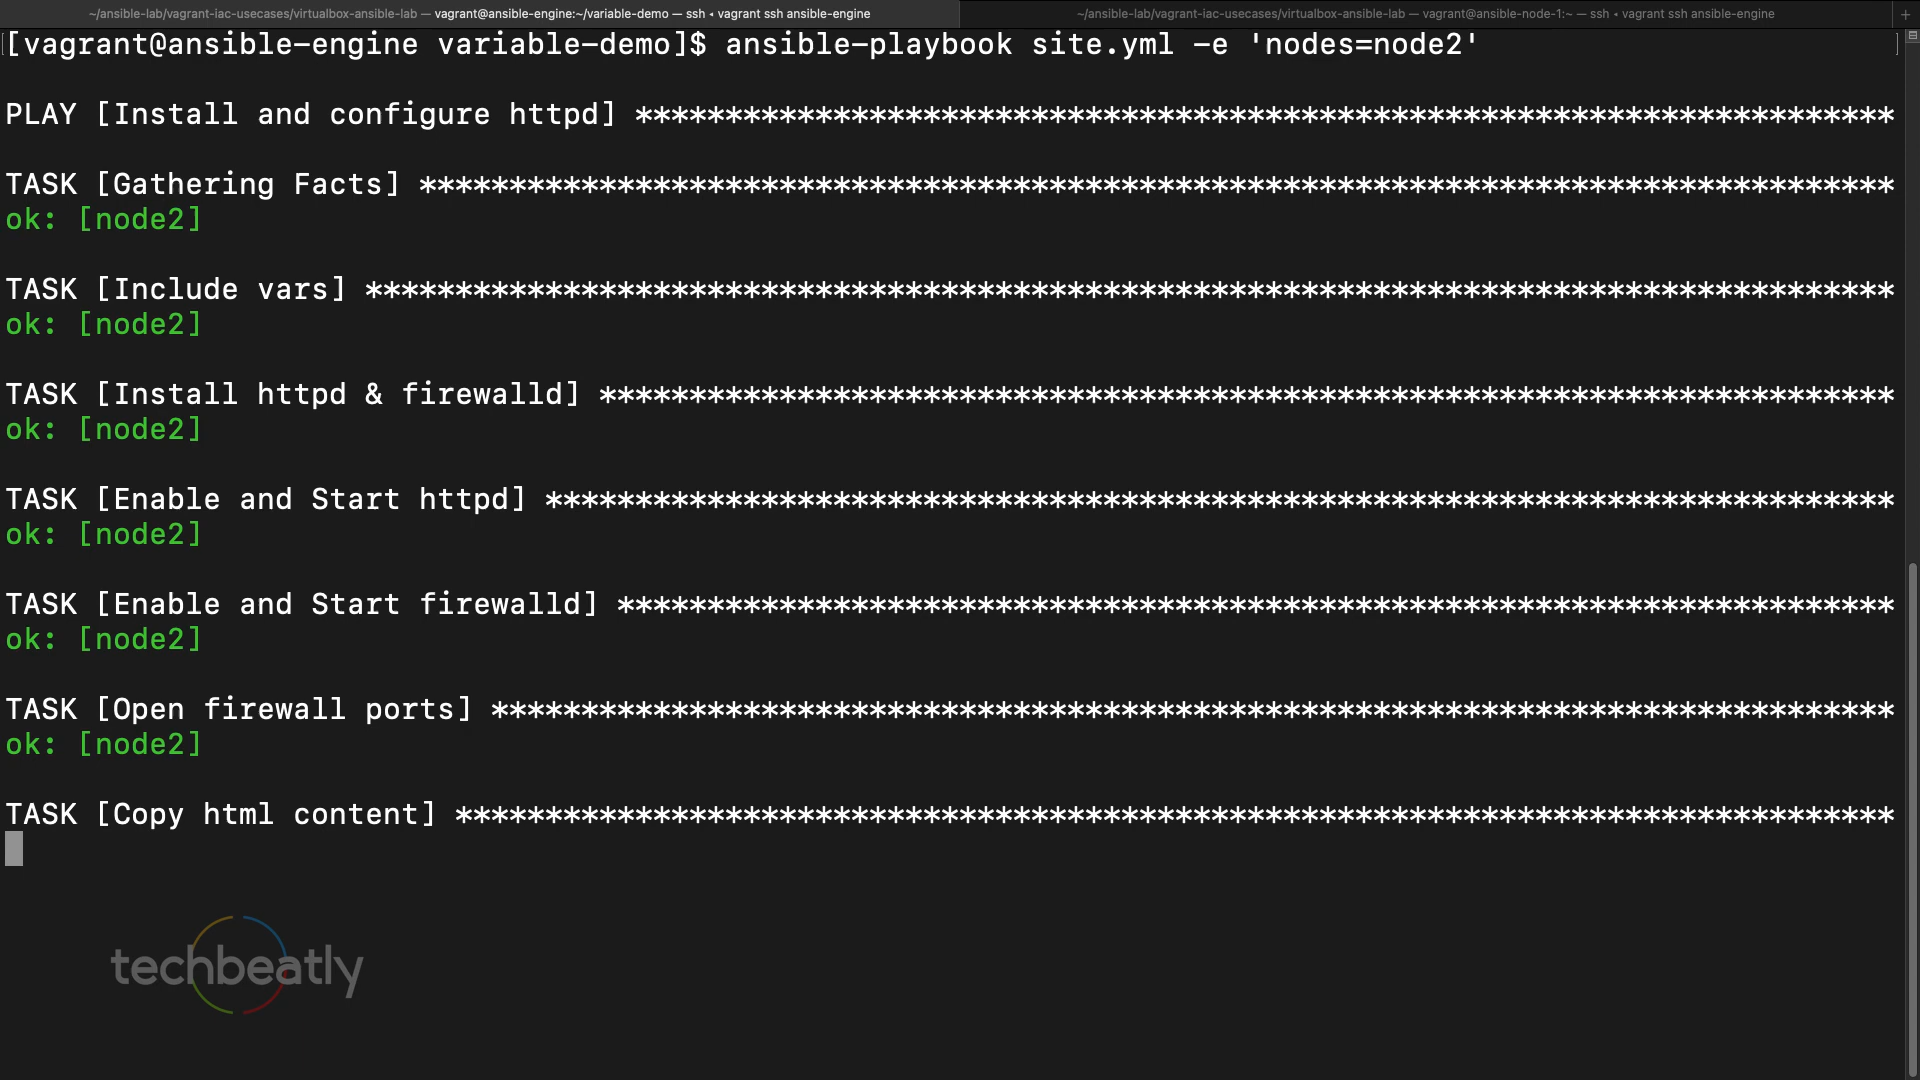 ~/ansible-lab/vagrant-iac-usecases/virtualbox-ansible-lab — vagrant@ansible-engine:~/variable-demo — ssh ‹ vagrant ssh ansible-engine
~/ansible-lab/vagrant-iac-usecases/virtualbox-ansible-lab — vagrant@ansible-node-1:~ — ssh ‹ vagrant ssh ansible-engine
[vagrant@ansible-engine variable-demo]$ ansible-playbook site.yml -e 'nodes=node2'
PLAY [Install and configure httpd] **********************************************************************
TASK [Gathering Facts] **********************************************************************************
ok: [node2]
TASK [Include vars] *************************************************************************************
ok: [node2]
TASK [Install httpd & firewalld] ************************************************************************
ok: [node2]
TASK [Enable and Start httpd] ***************************************************************************
ok: [node2]
TASK [Enable and Start firewalld] ***********************************************************************
ok: [node2]
TASK [Open firewall ports] ******************************************************************************
ok: [node2]
TASK [Copy html content] ********************************************************************************
techbeatly